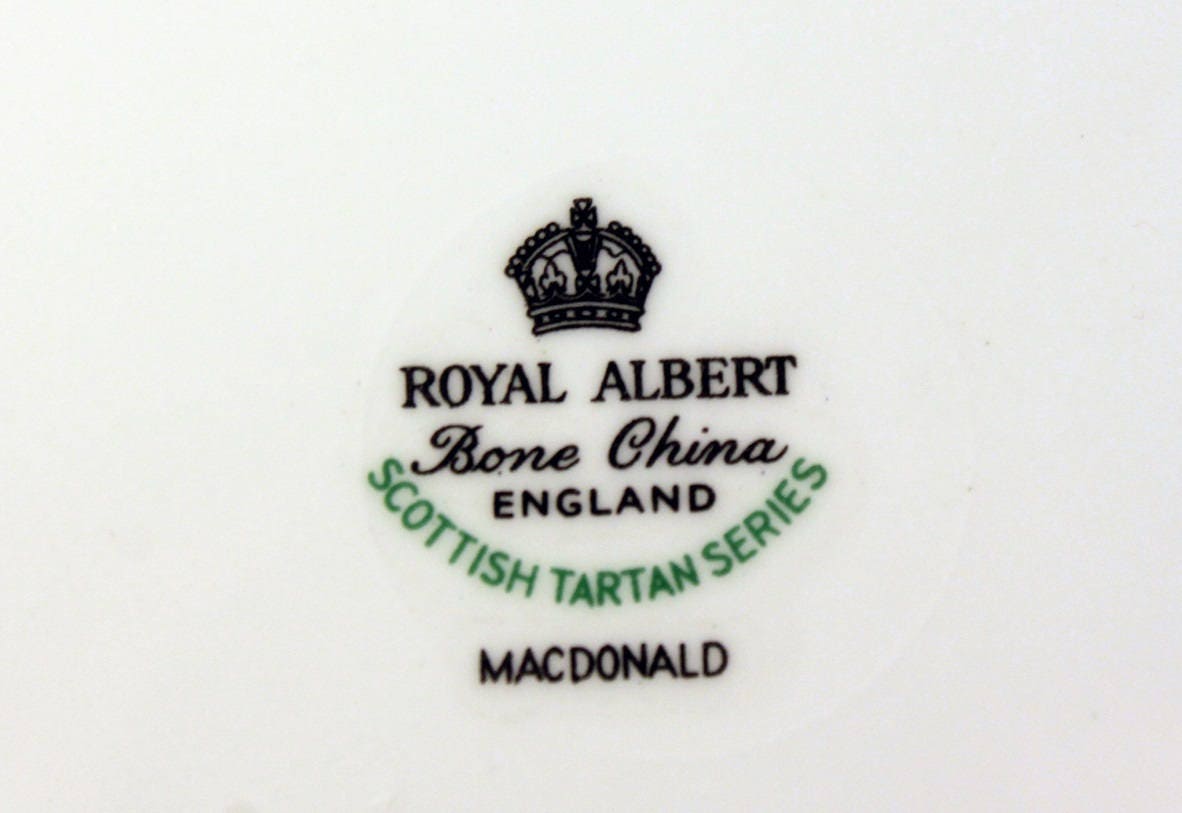 ROYAL ALBERT
Bone China
ENGLAND
SCOTTISH TARTAN SERIES
MACDONALD